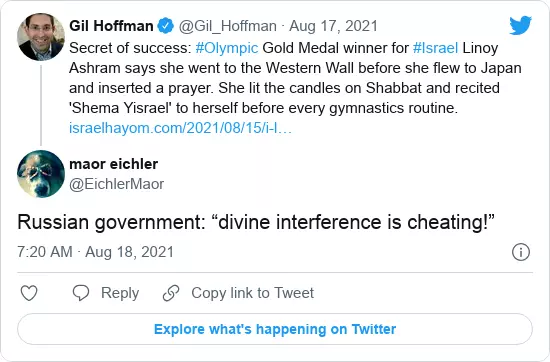 Gil Hoffman @Gil_Hoffman · Aug 17, 2021
Secret of success: #Olympic Gold Medal winner for #Israel Linoy
Ashram says she went to the Western Wall before she flew to Japan
and inserted a prayer. She lit the candles on Shabbat and recited
'Shema Yisrael' to herself before every gymnastics routine.
israelhayom.com/2021/08/15/i-l…
maor eichler
@EichlerMaor
Russian government: “divine interference is cheating!”
7:20 AM · Aug 18, 2021
Reply
Copy link to Tweet
Explore what's happening on Twitter